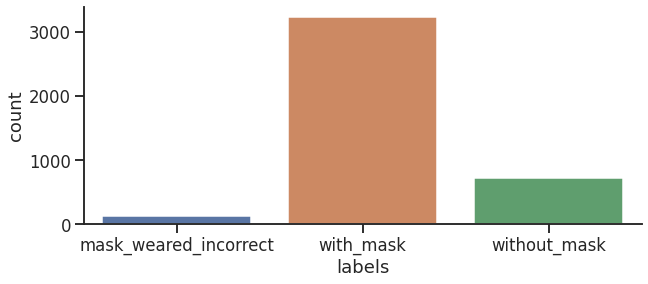 3000
2000
1000
0
count
mask_weared_incorrect with_mask without_mask
labels